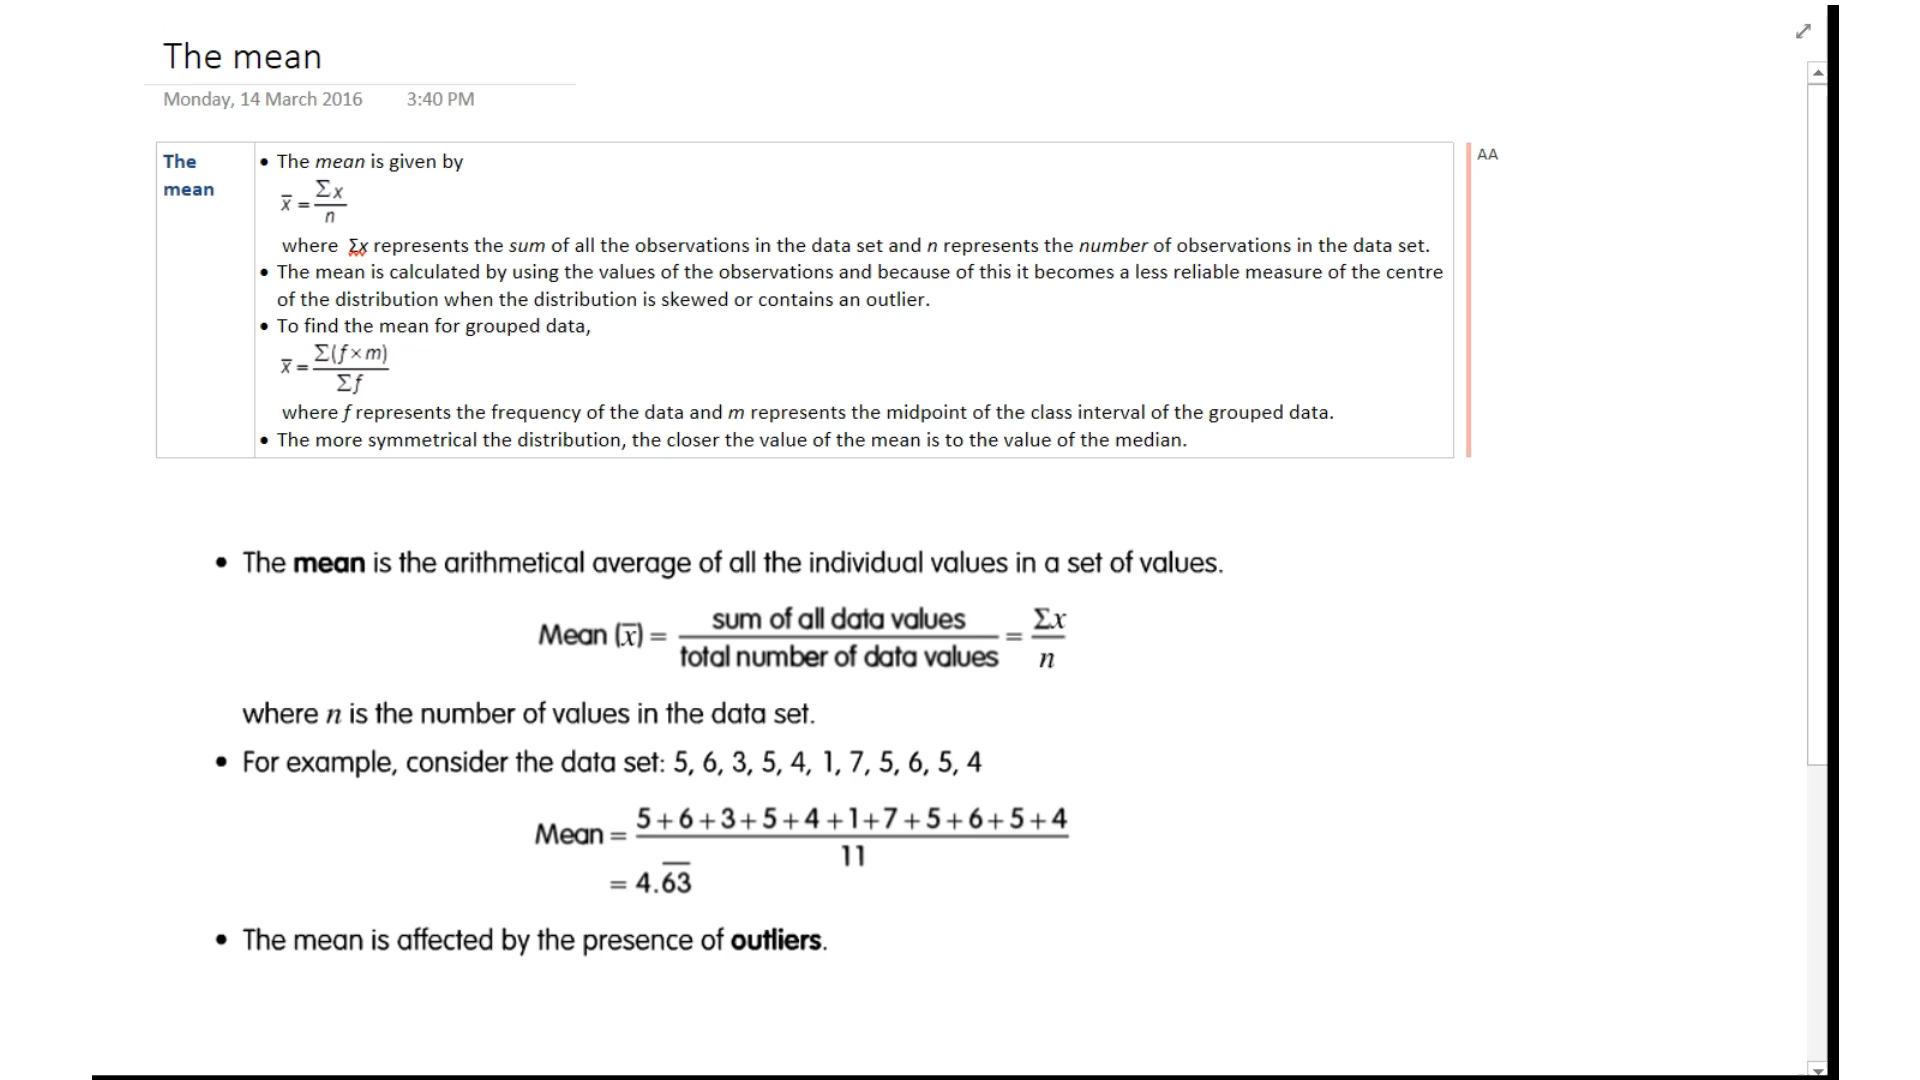 The mean
Monday, 14 March 2016 3:40 PM
The mean
• The mean is given by
x̄ = Σx / n
where Σx represents the sum of all the observations in the data set and n represents the number of observations in the data set.
• The mean is calculated by using the values of the observations and because of this it becomes a less reliable measure of the centre
of the distribution when the distribution is skewed or contains an outlier.
• To find the mean for grouped data,
x̄ = Σ(f × m) / Σf
where f represents the frequency of the data and m represents the midpoint of the class interval of the grouped data.
• The more symmetrical the distribution, the closer the value of the mean is to the value of the median.
AA
• The mean is the arithmetical average of all the individual values in a set of values.
Mean (x̄) = sum of all data values / total number of data values = Σx / n
where n is the number of values in the data set.
• For example, consider the data set: 5, 6, 3, 5, 4, 1, 7, 5, 6, 5, 4
Mean = 5+6+3+5+4+1+7+5+6+5+4 / 11
= 4.6̅3̅
• The mean is affected by the presence of outliers.